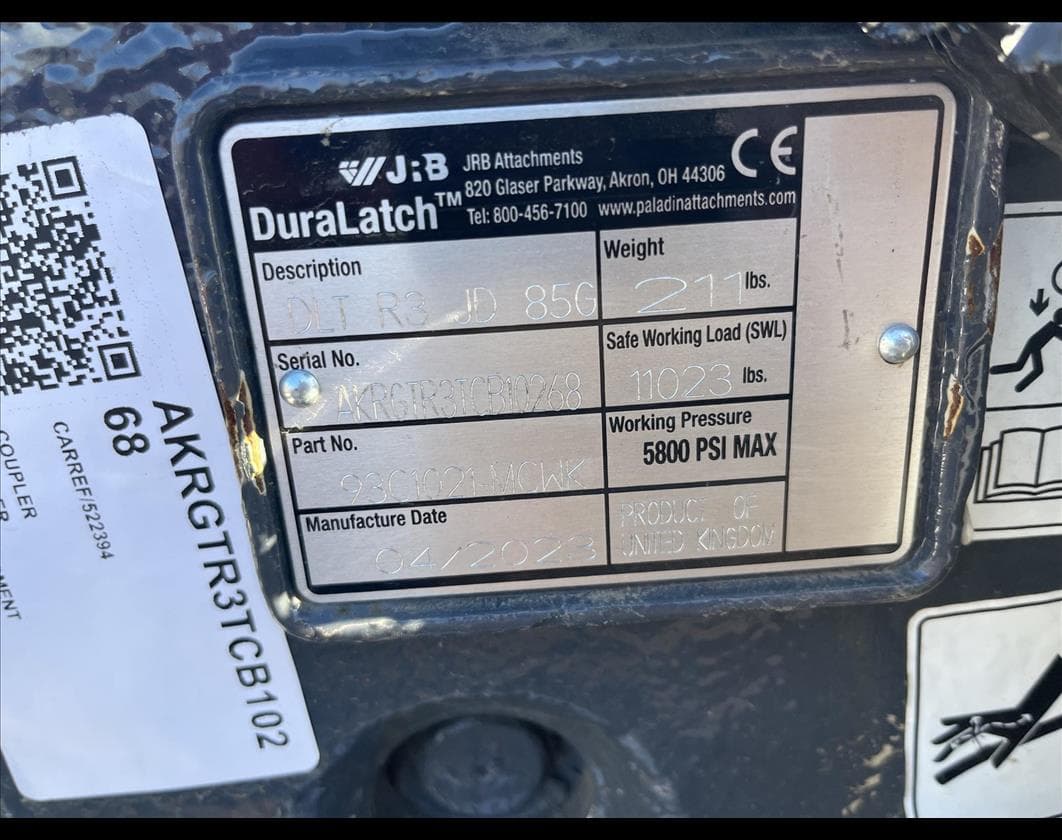 JRB
JRB Attachments
820 Glaser Parkway, Akron, OH 44306
DuraLatch™
Tel: 800-456-7100 www.paladinattachments.com
CE
Description
DLT R3 JD 85G
Weight
211 lbs.
Serial No.
AKRGTR3TCB10268
Safe Working Load (SWL)
11023 lbs.
Part No.
93C1021-MCWK
Working Pressure
5800 PSI MAX
Manufacture Date
04/2023
PRODUCT OF
UNITED KINGDOM
AKRGTR3TCB102
68
CARREF/522394
COUPLER